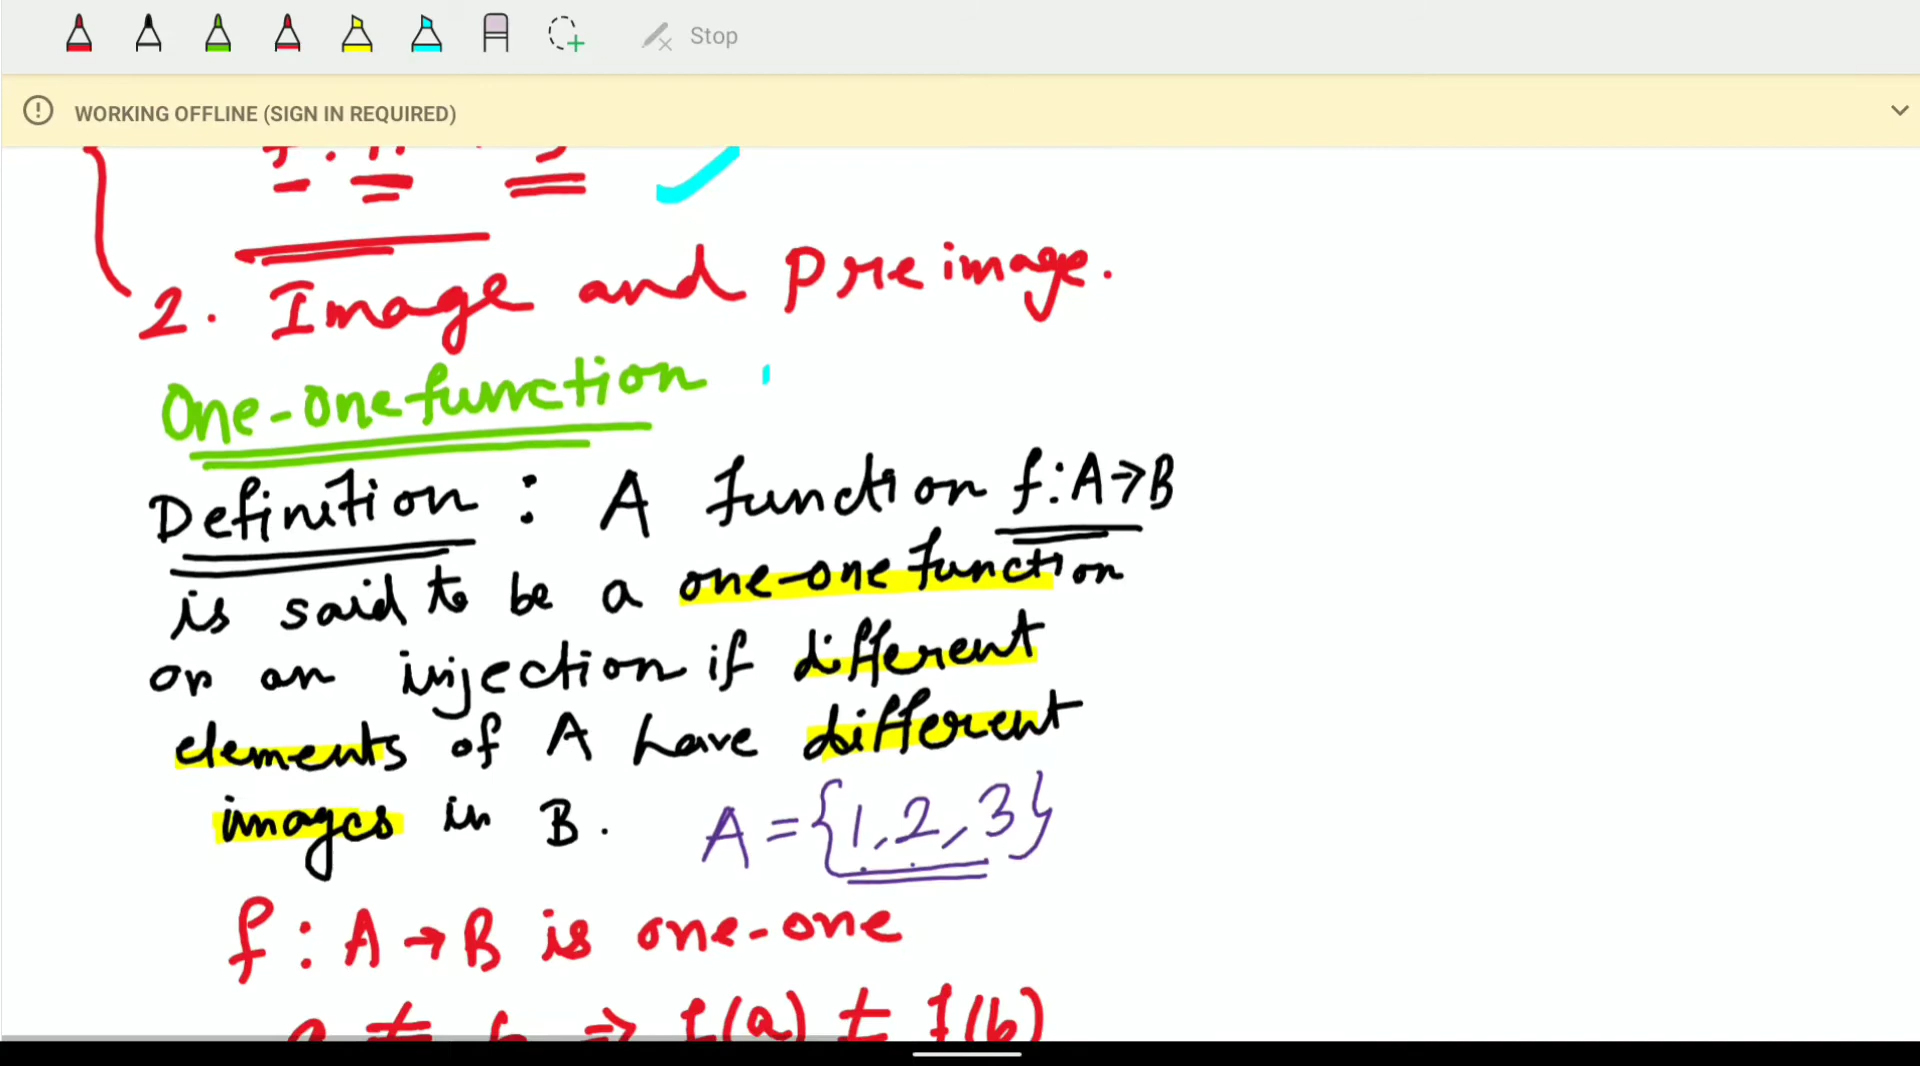 Stop
WORKING OFFLINE (SIGN IN REQUIRED)
2. Image and Preimage.
One-one function
Definition : A function f:A→B
is said to be a one-one function
or an injection if different
elements of A have different
images in B. A = {1,2,3}
f : A → B is one-one
a ≠ b ⇒ f(a) ≠ f(b)